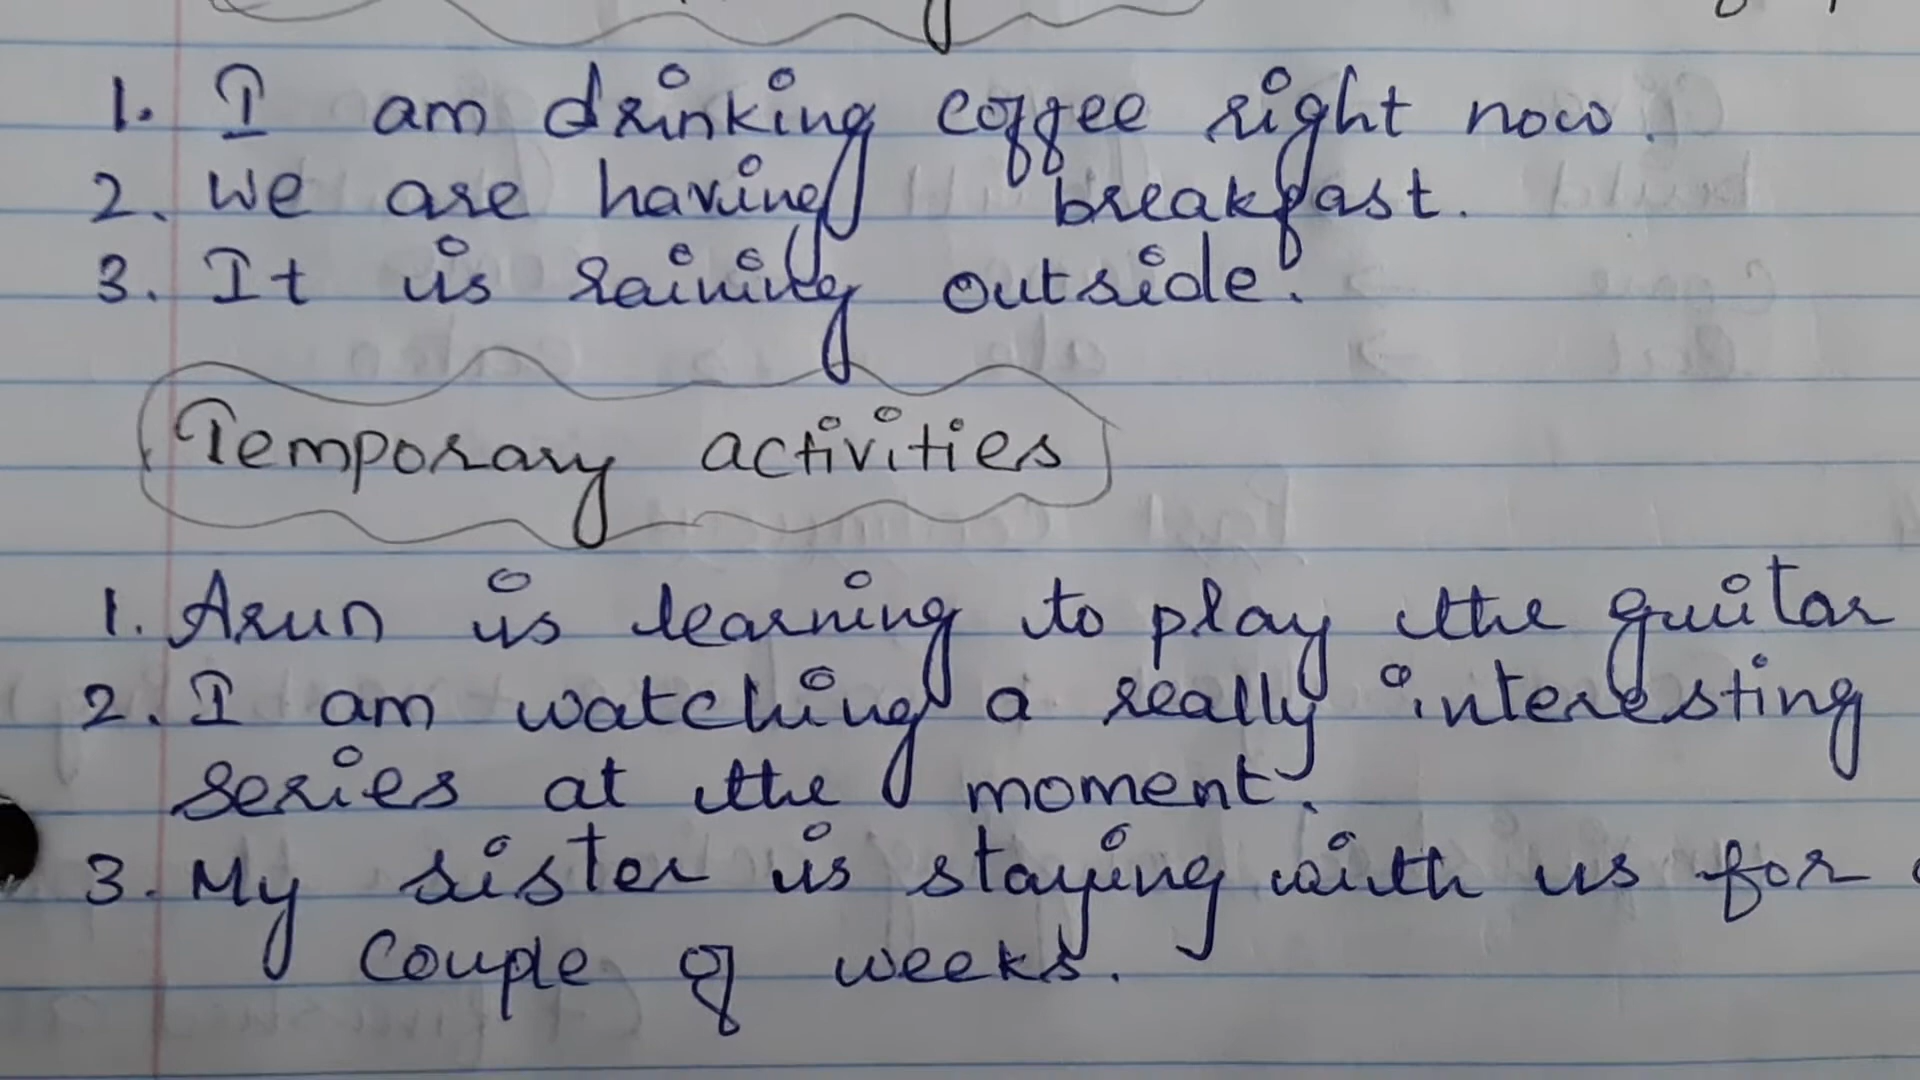 1. I am drinking coffee right now.
2. We are having breakfast.
3. It is raining outside.
Temporary activities
1. Arun is learning to play the guitar
2. I am watching a really interesting
series at the moment.
3. My sister is staying with us for
couple of weeks.